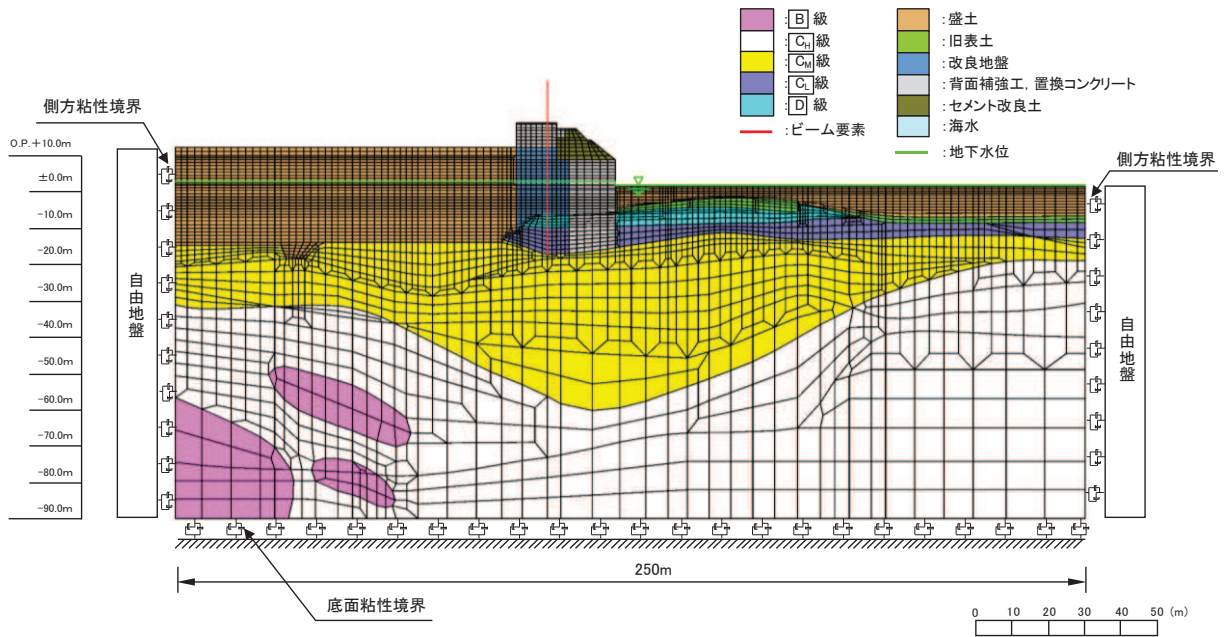 :B 級
:CH級
:CM級
:CL級
:D 級
:ビーム要素
:盛土
:旧表土
:改良地盤
:背面補強工，置換コンクリート
:セメント改良土
:海水
:地下水位
側方粘性境界
側方粘性境界
O.P.+10.0m
±0.0m
-10.0m
-20.0m
-30.0m
-40.0m
-50.0m
-60.0m
-70.0m
-80.0m
-90.0m
自由地盤
自由地盤
250m
底面粘性境界
0 10 20 30 40 50 (m)